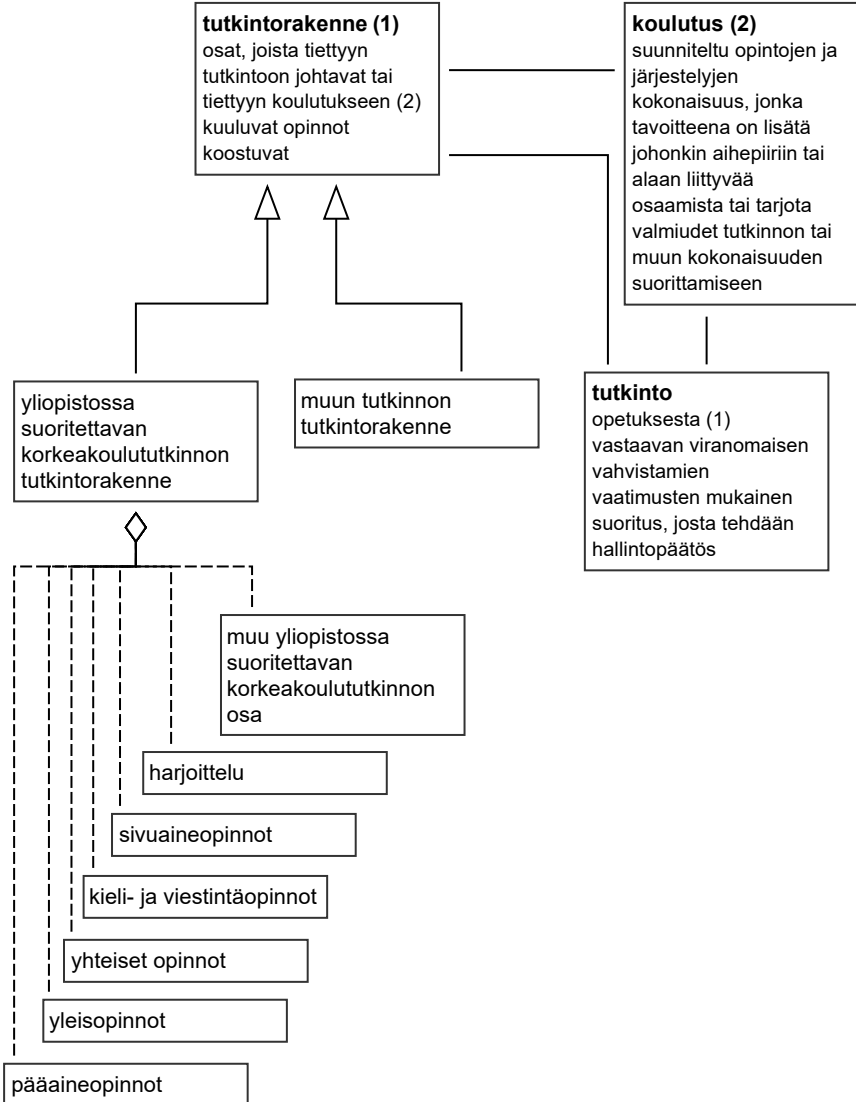 tutkintorakenne (1)
osat, joista tiettyyn
tutkintoon johtavat tai
tiettyyn koulutukseen (2)
kuuluvat opinnot
koostuvat
koulutus (2)
suunniteltu opintojen ja
järjestelyjen
kokonaisuus, jonka
tavoitteena on lisätä
johonkin aihepiiriin tai
alaan liittyvää
osaamista tai tarjota
valmiudet tutkinnon tai
muun kokonaisuuden
suorittamiseen
yliopistossa
suoritettavan
korkeakoulututkinnon
tutkintorakenne
muun tutkinnon
tutkintorakenne
tutkinto
opetuksesta (1)
vastaavan viranomaisen
vahvistamien
vaatimusten mukainen
suoritus, josta tehdään
hallintopäätös
muu yliopistossa
suoritettavan
korkeakoulututkinnon
osa
harjoittelu
sivuaineopinnot
kieli- ja viestintäopinnot
yhteiset opinnot
yleisopinnot
pääaineopinnot